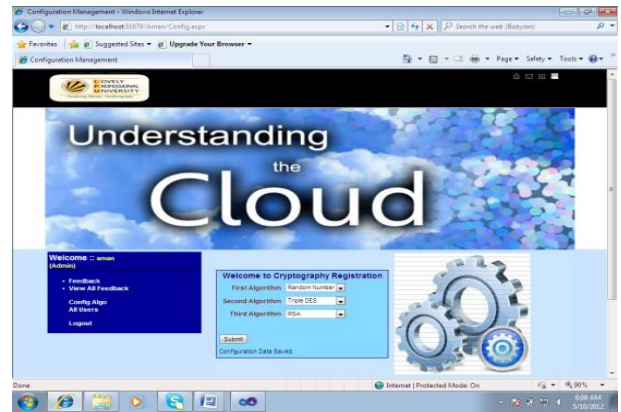 Configuration Management - Windows Internet Explorer
http://localhost:51678/Aman/Config.aspx
Search the web (Babylon)
Favorites Suggested Sites Upgrade Your Browser
Configuration Management Page Safety Tools
LOVELY
PROFESSIONAL
UNIVERSITY
Understanding
the
Cloud
Welcome :: aman
(Admin)
Feedback
View All Feedback
Config Algo
All Users
Logout
Welcome to Cryptography Registration
First Algorithm Random Number
Second Algorithm Triple DES
Third Algorithm RSA
Submit
Configuration Data Saved.
Done Internet | Protected Mode: On 90%
6:09 AM
5/10/2012